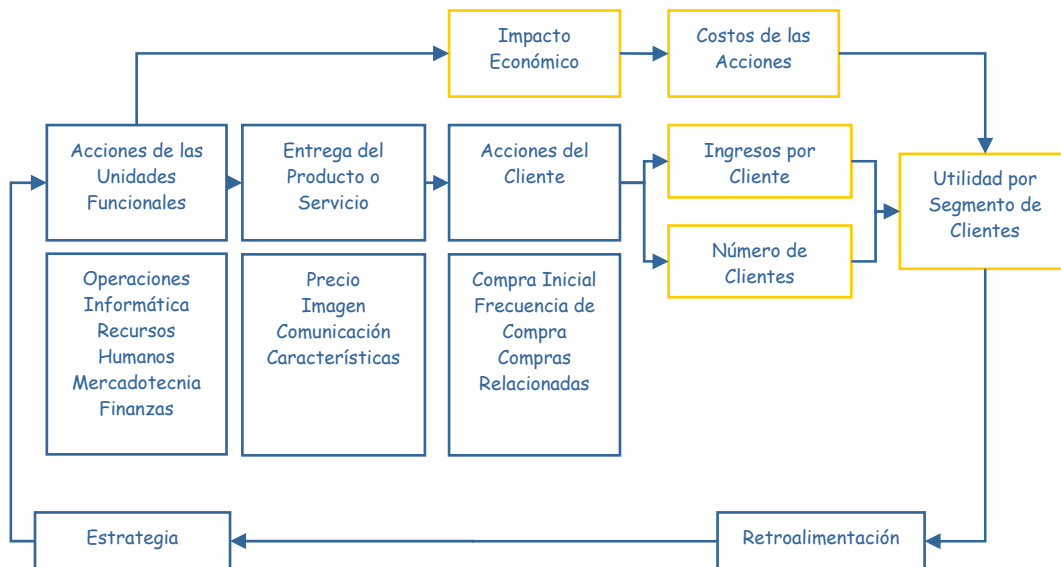 Impacto
Económico
Costos de las
Acciones
Acciones de las
Unidades
Funcionales
Entrega del
Producto o
Servicio
Acciones del
Cliente
Ingresos por
Cliente
Número de
Clientes
Utilidad por
Segmento de
Clientes
Operaciones
Informática
Recursos
Humanos
Mercadotecnia
Finanzas
Precio
Imagen
Comunicación
Característícas
Compra Inicial
Frecuencia de
Compra
Compras
Relacionadas
Estrategia
Retroalimentación